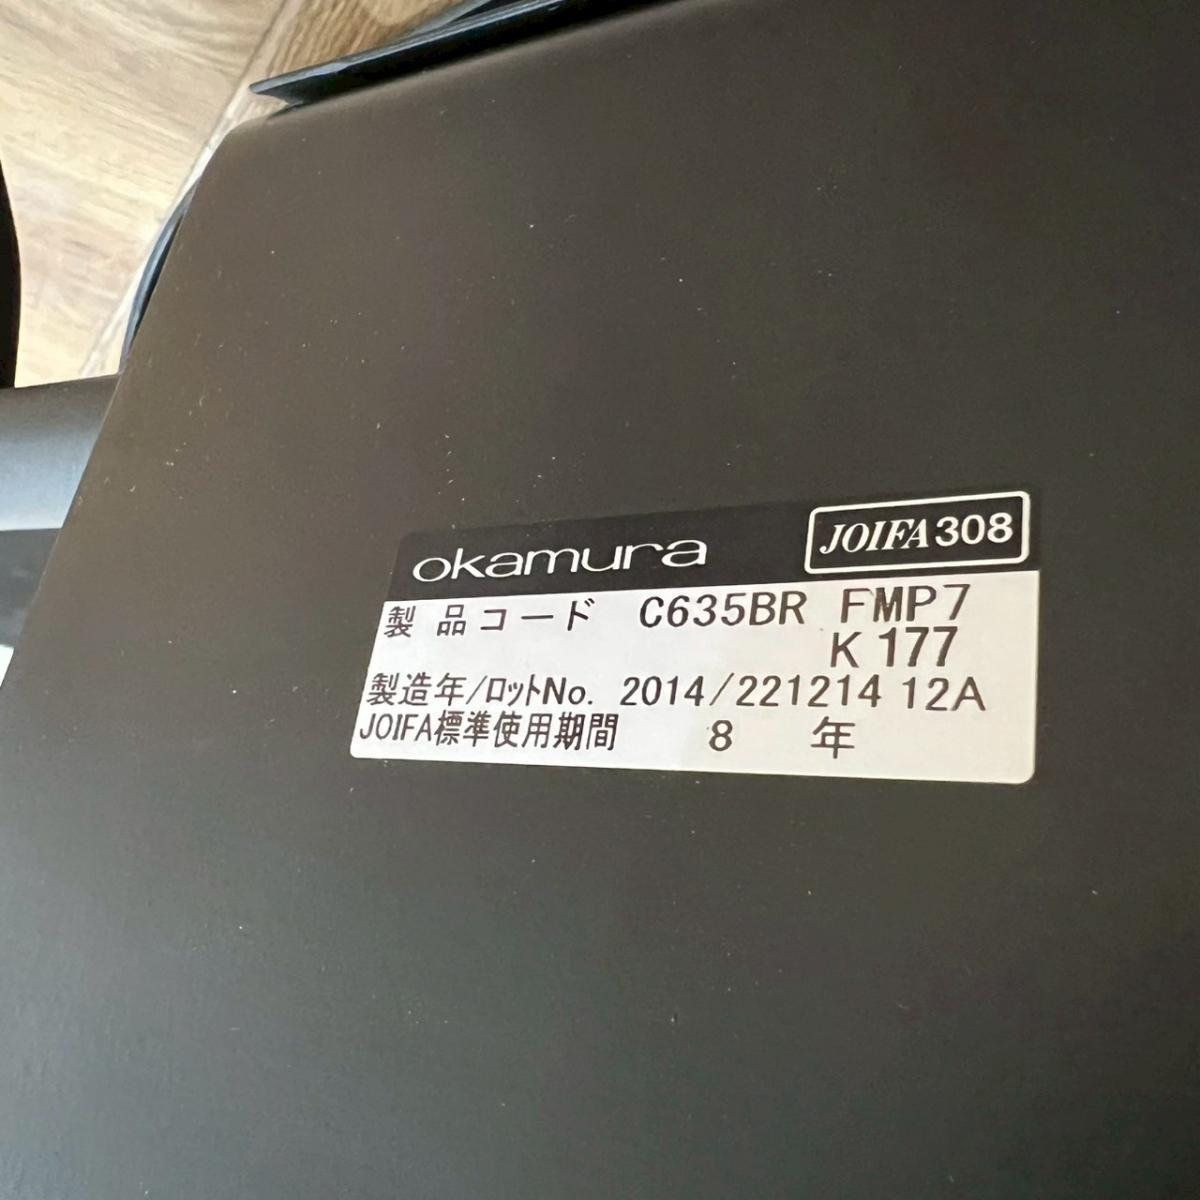 okamura JOIFA308
製品コード C635BR FMP7
K177
製造年/ロットNo. 2014/221214 12A
JOIFA標準使用期間 8 年